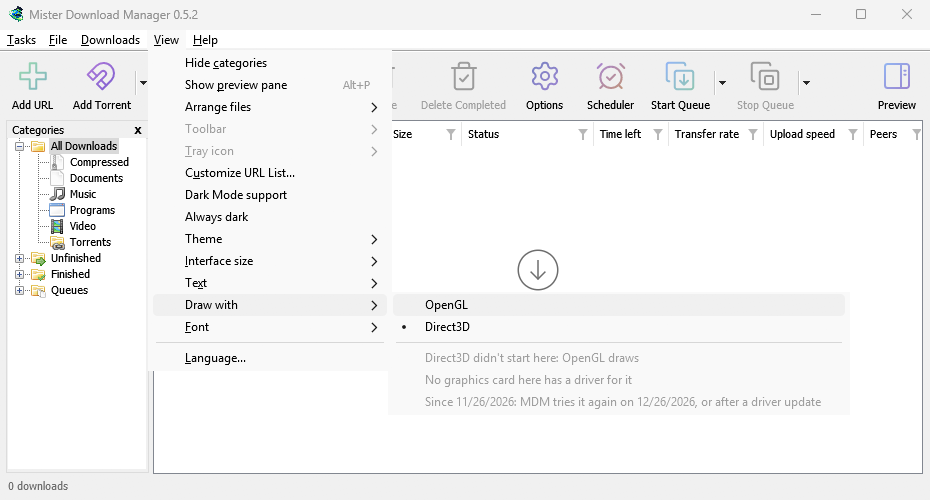 Mister Download Manager 0.5.2
Tasks File Downloads View Help
Add URL Add Torrent Delete Completed Options Scheduler Start Queue Stop Queue Preview
Hide categories
Show preview pane Alt+P
Arrange files
Toolbar
Tray icon
Customize URL List...
Dark Mode support
Always dark
Theme
Interface size
Text
Draw with
Font
Language...
Categories x
All Downloads
Compressed
Documents
Music
Programs
Video
Torrents
Unfinished
Finished
Queues
Size Status Time left Transfer rate Upload speed Peers
OpenGL
Direct3D
Direct3D didn't start here: OpenGL draws
No graphics card here has a driver for it
Since 11/26/2026: MDM tries it again on 12/26/2026, or after a driver update
0 downloads